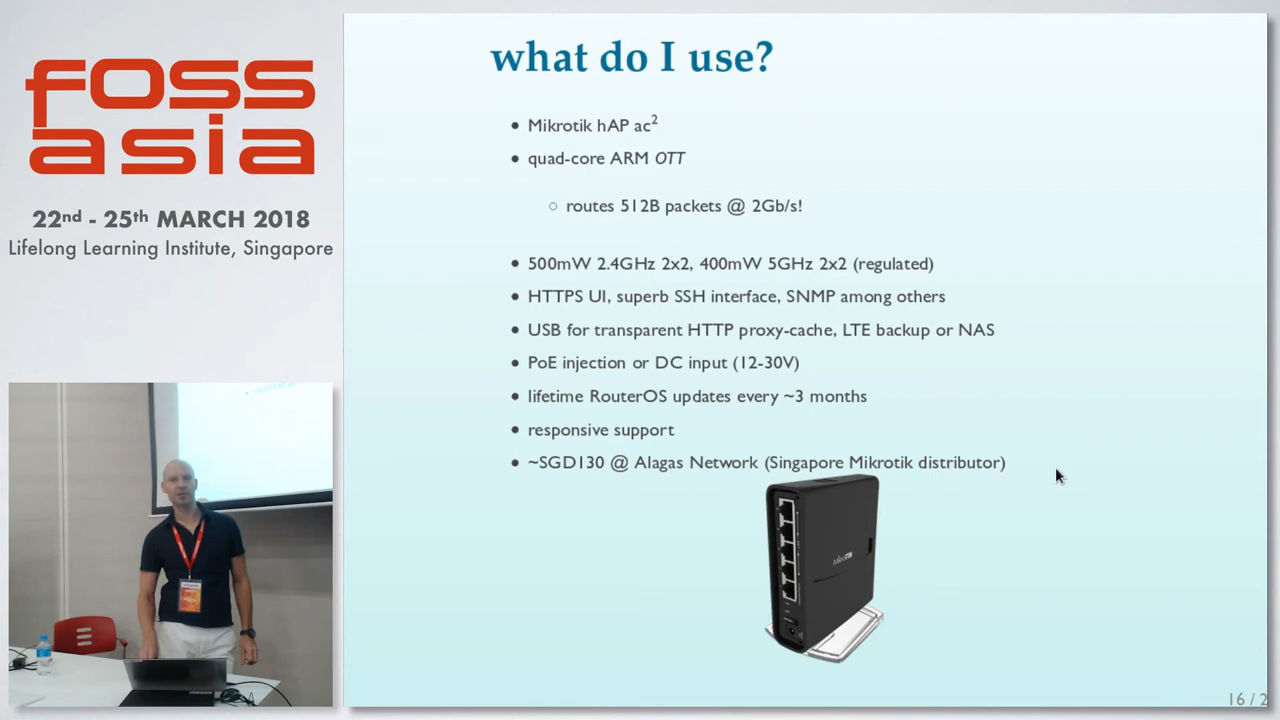 foss
asia
22nd - 25th MARCH 2018
Lifelong Learning Institute, Singapore
what do I use?
• Mikrotik hAP ac2
• quad-core ARM OTT
○ routes 512B packets @ 2Gb/s!
• 500mW 2.4GHz 2x2, 400mW 5GHz 2x2 (regulated)
• HTTPS UI, superb SSH interface, SNMP among others
• USB for transparent HTTP proxy-cache, LTE backup or NAS
• PoE injection or DC input (12-30V)
• lifetime RouterOS updates every ~3 months
• responsive support
• ~SGD130 @ Alagas Network (Singapore Mikrotik distributor)
MikroTik
16 / 2